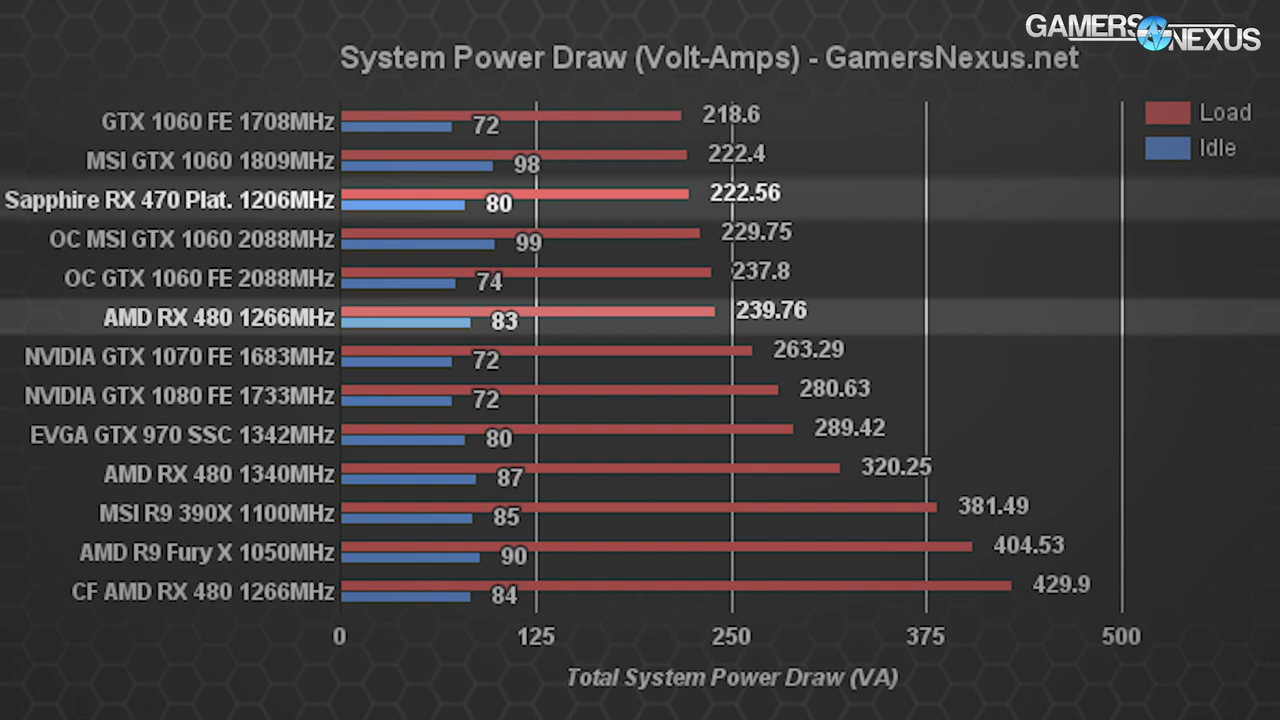 GAMERS NEXUS
System Power Draw (Volt-Amps) - GamersNexus.net
Load
Idle
GTX 1060 FE 1708MHz 218.6 72
MSI GTX 1060 1809MHz 222.4 98
Sapphire RX 470 Plat. 1206MHz 222.56 80
OC MSI GTX 1060 2088MHz 229.75 99
OC GTX 1060 FE 2088MHz 237.8 74
AMD RX 480 1266MHz 239.76 83
NVIDIA GTX 1070 FE 1683MHz 263.29 72
NVIDIA GTX 1080 FE 1733MHz 280.63 72
EVGA GTX 970 SSC 1342MHz 289.42 80
AMD RX 480 1340MHz 320.25 87
MSI R9 390X 1100MHz 381.49 85
AMD R9 Fury X 1050MHz 404.53 90
CF AMD RX 480 1266MHz 429.9 84
0 125 250 375 500
Total System Power Draw (VA)